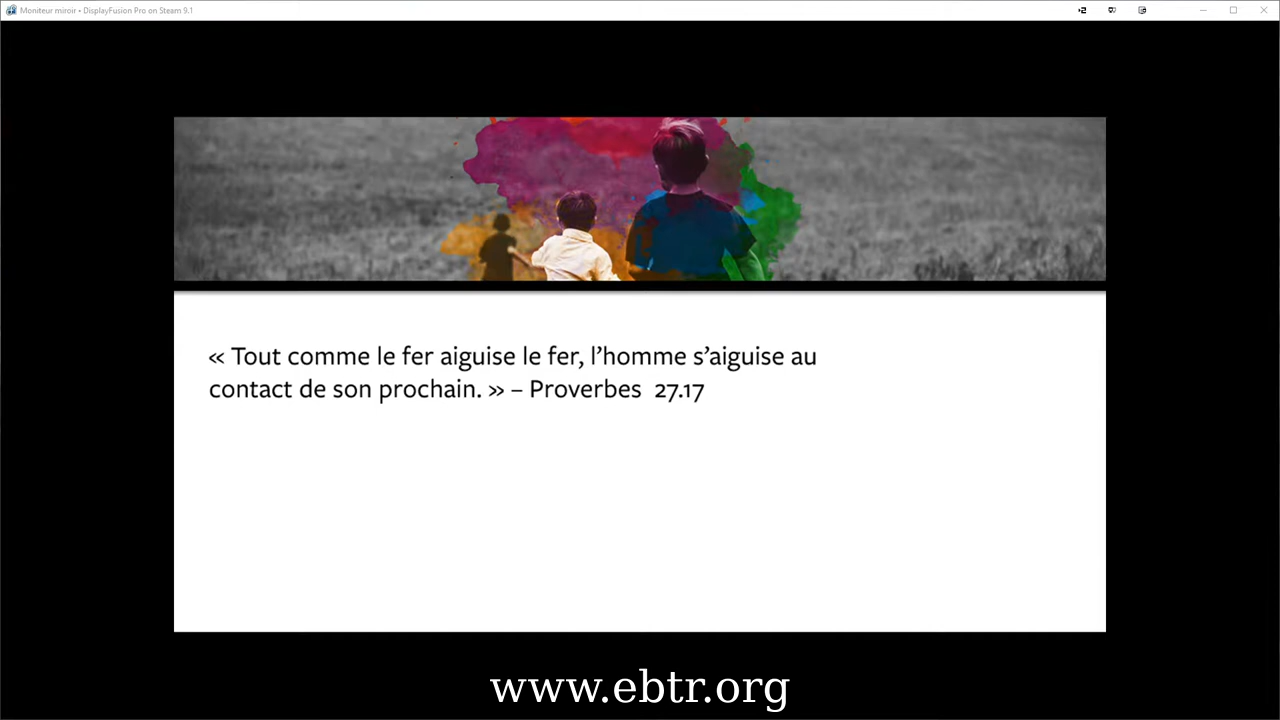 Moniteur miroir • DisplayFusion Pro on Steam 9.1
« Tout comme le fer aiguise le fer, l’homme s’aiguise au
contact de son prochain. » – Proverbes 27.17
www.ebtr.org